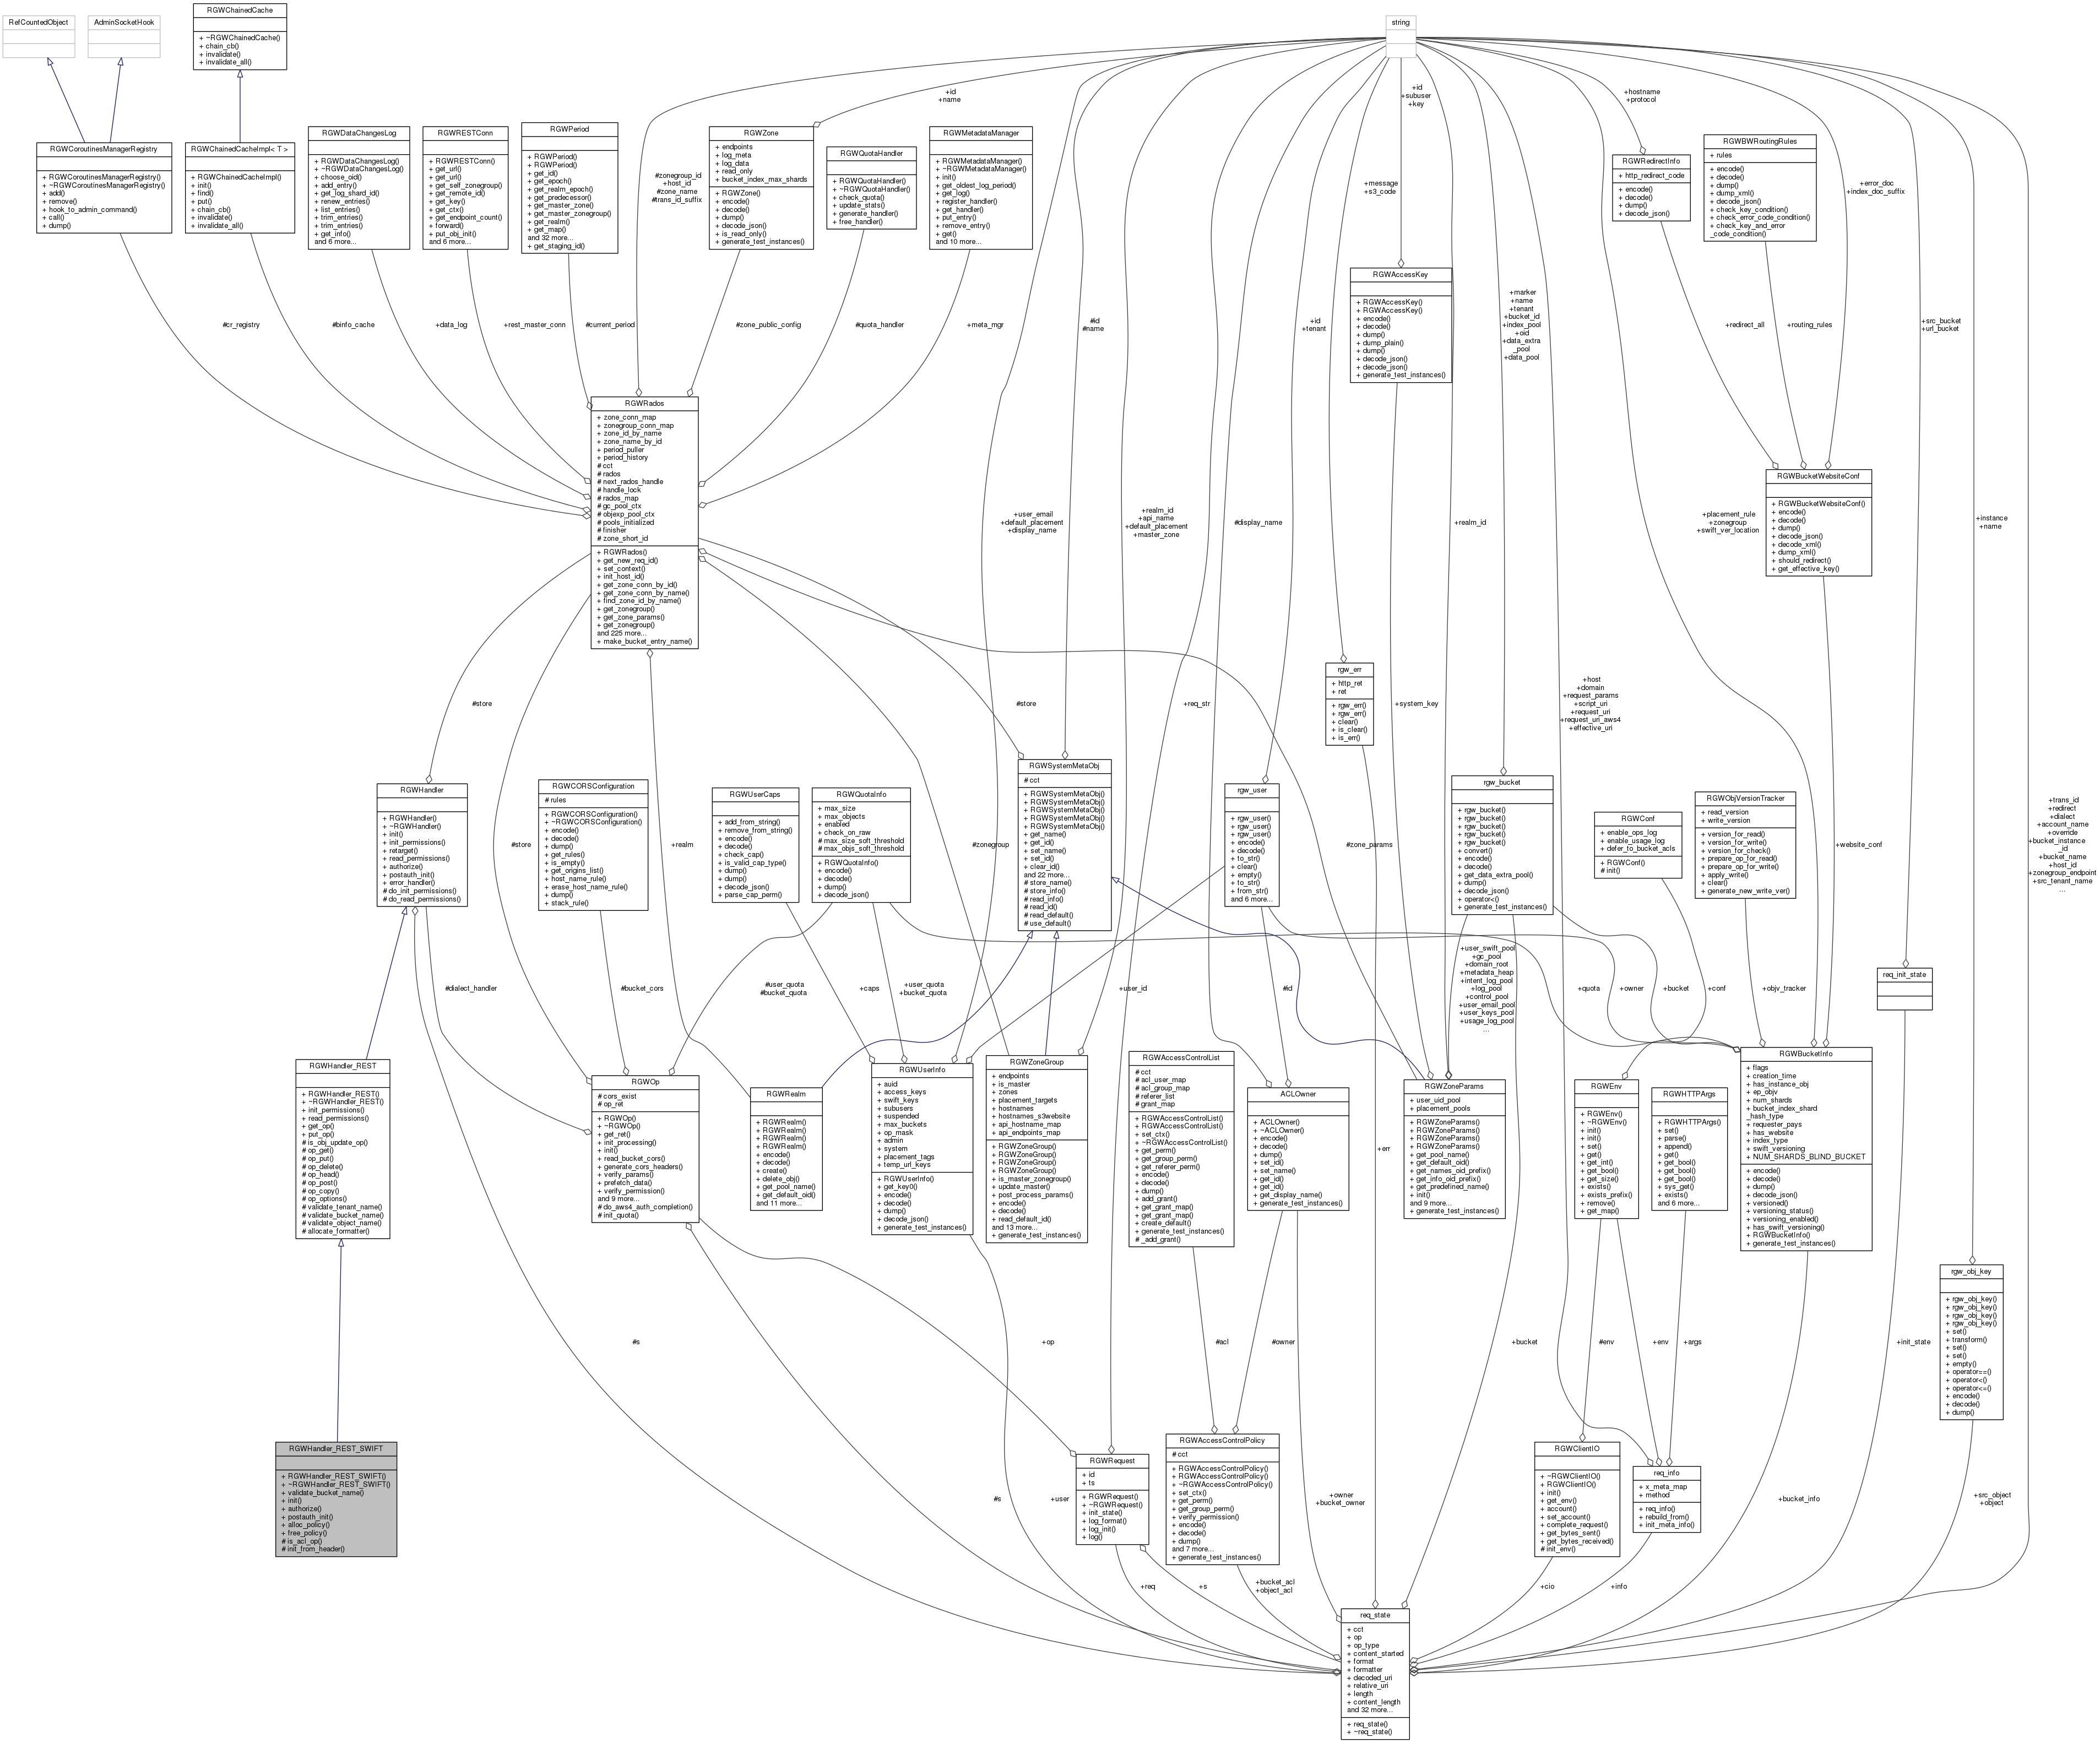 RefCountedObject
AdminSocketHook
RGWChainedCache
+ ~RGWChainedCache()
+ chain_cb()
+ invalidate()
+ invalidate_all()
string
RGWCoroutinesManagerRegistry
+ RGWCoroutinesManagerRegistry()
+ ~RGWCoroutinesManagerRegistry()
+ add()
+ remove()
+ hook_to_admin_command()
+ call()
+ dump()
RGWChainedCacheImpl< T >
+ RGWChainedCacheImpl()
+ init()
+ find()
+ put()
+ chain_cb()
+ invalidate()
+ invalidate_all()
RGWDataChangesLog
+ RGWDataChangesLog()
+ ~RGWDataChangesLog()
+ choose_oid()
+ add_entry()
+ get_log_shard_id()
+ renew_entries()
+ list_entries()
+ trim_entries()
+ trim_entries()
+ get_info()
and 6 more...
RGWRESTConn
+ RGWRESTConn()
+ get_url()
+ get_url()
+ get_self_zonegroup()
+ get_remote_id()
+ get_key()
+ get_ctx()
+ get_endpoint_count()
+ forward()
+ put_obj_init()
and 6 more...
RGWPeriod
+ RGWPeriod()
+ RGWPeriod()
+ get_id()
+ get_epoch()
+ get_realm_epoch()
+ get_predecessor()
+ get_master_zone()
+ get_master_zonegroup()
+ get_realm()
+ get_map()
and 32 more...
+ get_staging_id()
#zonegroup_id
+host_id
#zone_name
#trans_id_suffix
RGWZone
+ endpoints
+ log_meta
+ log_data
+ read_only
+ bucket_index_max_shards
+ RGWZone()
+ encode()
+ decode()
+ dump()
+ decode_json()
+ is_read_only()
+ generate_test_instances()
+id
+name
RGWQuotaHandler
+ RGWQuotaHandler()
+ ~RGWQuotaHandler()
+ check_quota()
+ update_stats()
+ generate_handler()
+ free_handler()
RGWMetadataManager
+ RGWMetadataManager()
+ ~RGWMetadataManager()
+ init()
+ get_oldest_log_period()
+ get_log()
+ register_handler()
+ get_handler()
+ put_entry()
+ remove_entry()
+ get()
and 10 more...
+id
+subuser
+key
+message
+s3_code
+hostname
+protocol
RGWRedirectInfo
+ http_redirect_code
+ encode()
+ decode()
+ dump()
+ decode_json()
RGWBWRoutingRules
+ rules
+ encode()
+ decode()
+ dump()
+ dump_xml()
+ decode_json()
+ check_key_condition()
+ check_error_code_condition()
+ check_key_and_error
_code_condition()
+error_doc
+index_doc_suffix
#cr_registry
#binfo_cache
+data_log
+rest_master_conn
#current_period
#zone_public_config
#quota_handler
+meta_mgr
#id
#name
+id
+tenant
RGWAccessKey
+ RGWAccessKey()
+ RGWAccessKey()
+ encode()
+ decode()
+ dump()
+ dump_plain()
+ dump()
+ decode_json()
+ decode_json()
+ generate_test_instances()
+marker
+name
+tenant
+bucket_id
+index_pool
+oid
+data_extra
_pool
+data_pool
+redirect_all
+routing_rules
+src_bucket
+url_bucket
RGWRados
+ zone_conn_map
+ zonegroup_conn_map
+ zone_id_by_name
+ zone_name_by_id
+ period_puller
+ period_history
# cct
# rados
# next_rados_handle
# handle_lock
# rados_map
# gc_pool_ctx
# objexp_pool_ctx
# pools_initialized
# finisher
# zone_short_id
+ RGWRados()
+ get_new_req_id()
+ set_context()
+ init_host_id()
+ get_zone_conn_by_id()
+ get_zone_conn_by_name()
+ find_zone_id_by_name()
+ get_zonegroup()
+ get_zone_params()
+ get_zonegroup()
and 225 more...
+ make_bucket_entry_name()
+user_email
+default_placement
+display_name
+realm_id
+api_name
+default_placement
+master_zone
#display_name
+realm_id
+placement_rule
+zonegroup
+swift_ver_location
RGWBucketWebsiteConf
+ RGWBucketWebsiteConf()
+ encode()
+ decode()
+ dump()
+ decode_json()
+ decode_xml()
+ dump_xml()
+ should_redirect()
+ get_effective_key()
+instance
+name
#store
#store
+req_str
rgw_err
+ http_ret
+ ret
+ rgw_err()
+ rgw_err()
+ clear()
+ is_clear()
+ is_err()
+system_key
+host
+domain
+request_params
+script_uri
+request_uri
+request_uri_aws4
+effective_uri
RGWHandler
+ RGWHandler()
+ ~RGWHandler()
+ init()
+ init_permissions()
+ retarget()
+ read_permissions()
+ authorize()
+ postauth_init()
+ error_handler()
# do_init_permissions()
# do_read_permissions()
#store
RGWCORSConfiguration
# rules
+ RGWCORSConfiguration()
+ ~RGWCORSConfiguration()
+ encode()
+ decode()
+ dump()
+ get_rules()
+ is_empty()
+ get_origins_list()
+ host_name_rule()
+ erase_host_name_rule()
+ dump()
+ stack_rule()
+realm
RGWUserCaps
+ add_from_string()
+ remove_from_string()
+ encode()
+ decode()
+ check_cap()
+ is_valid_cap_type()
+ dump()
+ dump()
+ decode_json()
+ parse_cap_perm()
RGWQuotaInfo
+ max_size
+ max_objects
+ enabled
+ check_on_raw
# max_size_soft_threshold
# max_objs_soft_threshold
+ RGWQuotaInfo()
+ encode()
+ decode()
+ dump()
+ decode_json()
#zonegroup
RGWSystemMetaObj
# cct
+ RGWSystemMetaObj()
+ RGWSystemMetaObj()
+ RGWSystemMetaObj()
+ RGWSystemMetaObj()
+ RGWSystemMetaObj()
+ get_name()
+ get_id()
+ set_name()
+ set_id()
+ clear_id()
and 22 more...
# store_name()
# store_info()
# read_info()
# read_id()
# read_default()
# use_default()
rgw_user
+ rgw_user()
+ rgw_user()
+ rgw_user()
+ encode()
+ decode()
+ to_str()
+ clear()
+ empty()
+ to_str()
+ from_str()
and 6 more...
#zone_params
rgw_bucket
+ rgw_bucket()
+ rgw_bucket()
+ rgw_bucket()
+ rgw_bucket()
+ rgw_bucket()
+ convert()
+ encode()
+ decode()
+ get_data_extra_pool()
+ dump()
+ decode_json()
+ operator<()
+ generate_test_instances()
RGWConf
+ enable_ops_log
+ enable_usage_log
+ defer_to_bucket_acls
+ RGWConf()
# init()
RGWObjVersionTracker
+ read_version
+ write_version
+ version_for_read()
+ version_for_write()
+ version_for_check()
+ prepare_op_for_read()
+ prepare_op_for_write()
+ apply_write()
+ clear()
+ generate_new_write_ver()
+website_conf
+trans_id
+redirect
+dialect
+account_name
+override
+bucket_instance
_id
+bucket_name
+host_id
+zonegroup_endpoint
+src_tenant_name
...
#dialect_handler
#bucket_cors
#user_quota
#bucket_quota
+caps
+user_quota
+bucket_quota
+user_id
#id
+user_swift_pool
+gc_pool
+domain_root
+metadata_heap
+intent_log_pool
+log_pool
+control_pool
+user_email_pool
+user_keys_pool
+usage_log_pool
...
+quota
+owner
+bucket
+conf
+objv_tracker
req_init_state
RGWHandler_REST
+ RGWHandler_REST()
+ ~RGWHandler_REST()
+ init_permissions()
+ read_permissions()
+ get_op()
+ put_op()
# is_obj_update_op()
# op_get()
# op_put()
# op_delete()
# op_head()
# op_post()
# op_copy()
# op_options()
# validate_tenant_name()
# validate_bucket_name()
# validate_object_name()
# allocate_formatter()
RGWOp
# cors_exist
# op_ret
+ RGWOp()
+ ~RGWOp()
+ get_ret()
+ init_processing()
+ init()
+ read_bucket_cors()
+ generate_cors_headers()
+ verify_params()
+ prefetch_data()
+ verify_permission()
and 9 more...
# do_aws4_auth_completion()
# init_quota()
RGWRealm
+ RGWRealm()
+ RGWRealm()
+ RGWRealm()
+ RGWRealm()
+ encode()
+ decode()
+ create()
+ delete_obj()
+ get_pool_name()
+ get_default_oid()
and 11 more...
RGWUserInfo
+ auid
+ access_keys
+ swift_keys
+ subusers
+ suspended
+ max_buckets
+ op_mask
+ admin
+ system
+ placement_tags
+ temp_url_keys
+ RGWUserInfo()
+ get_key0()
+ encode()
+ decode()
+ dump()
+ decode_json()
+ generate_test_instances()
RGWZoneGroup
+ endpoints
+ is_master
+ zones
+ placement_targets
+ hostnames
+ hostnames_s3website
+ api_hostname_map
+ api_endpoints_map
+ RGWZoneGroup()
+ RGWZoneGroup()
+ RGWZoneGroup()
+ RGWZoneGroup()
+ is_master_zonegroup()
+ update_master()
+ post_process_params()
+ encode()
+ decode()
+ read_default_id()
and 13 more...
+ generate_test_instances()
RGWAccessControlList
# cct
# acl_user_map
# acl_group_map
# referer_list
# grant_map
+ RGWAccessControlList()
+ RGWAccessControlList()
+ set_ctx()
+ ~RGWAccessControlList()
+ get_perm()
+ get_group_perm()
+ get_referer_perm()
+ encode()
+ decode()
+ dump()
+ add_grant()
+ get_grant_map()
+ get_grant_map()
+ create_default()
+ generate_test_instances()
# _add_grant()
ACLOwner
+ ACLOwner()
+ ~ACLOwner()
+ encode()
+ decode()
+ dump()
+ set_id()
+ set_name()
+ get_id()
+ get_id()
+ get_display_name()
+ generate_test_instances()
+err
RGWZoneParams
+ user_uid_pool
+ placement_pools
+ RGWZoneParams()
+ RGWZoneParams()
+ RGWZoneParams()
+ RGWZoneParams()
+ get_pool_name()
+ get_default_oid()
+ get_names_oid_prefix()
+ get_info_oid_prefix()
+ get_predefined_name()
+ init()
and 9 more...
+ generate_test_instances()
RGWEnv
+ RGWEnv()
+ ~RGWEnv()
+ init()
+ init()
+ set()
+ get()
+ get_int()
+ get_bool()
+ get_size()
+ exists()
+ exists_prefix()
+ remove()
+ get_map()
RGWHTTPArgs
+ RGWHTTPArgs()
+ set()
+ parse()
+ append()
+ get()
+ get_bool()
+ get_bool()
+ get_bool()
+ sys_get()
+ exists()
and 6 more...
RGWBucketInfo
+ flags
+ creation_time
+ has_instance_obj
+ ep_objv
+ num_shards
+ bucket_index_shard
_hash_type
+ requester_pays
+ has_website
+ index_type
+ swift_versioning
+ NUM_SHARDS_BLIND_BUCKET
+ encode()
+ decode()
+ dump()
+ decode_json()
+ versioned()
+ versioning_status()
+ versioning_enabled()
+ has_swift_versioning()
+ RGWBucketInfo()
+ generate_test_instances()
rgw_obj_key
+ rgw_obj_key()
+ rgw_obj_key()
+ rgw_obj_key()
+ rgw_obj_key()
+ set()
+ transform()
+ set()
+ set()
+ empty()
+ operator==()
+ operator<()
+ operator<=()
+ encode()
+ decode()
+ dump()
#s
+op
#acl
#owner
+bucket
#env
+env
+args
+init_state
RGWHandler_REST_SWIFT
+ RGWHandler_REST_SWIFT()
+ ~RGWHandler_REST_SWIFT()
+ validate_bucket_name()
+ init()
+ authorize()
+ postauth_init()
+ alloc_policy()
+ free_policy()
# is_acl_op()
# init_from_header()
#s
+user
RGWRequest
+ id
+ ts
+ RGWRequest()
+ ~RGWRequest()
+ init_state()
+ log_format()
+ log_init()
+ log()
RGWAccessControlPolicy
# cct
+ RGWAccessControlPolicy()
+ RGWAccessControlPolicy()
+ ~RGWAccessControlPolicy()
+ set_ctx()
+ get_perm()
+ get_group_perm()
+ verify_permission()
+ encode()
+ decode()
+ dump()
and 7 more...
+ generate_test_instances()
+owner
+bucket_owner
RGWClientIO
+ ~RGWClientIO()
+ RGWClientIO()
+ init()
+ get_env()
+ account()
+ set_account()
+ complete_request()
+ get_bytes_sent()
+ get_bytes_received()
# init_env()
req_info
+ x_meta_map
+ method
+ req_info()
+ rebuild_from()
+ init_meta_info()
+bucket_info
+src_object
+object
+req
+s
+bucket_acl
+object_acl
+cio
+info
req_state
+ cct
+ op
+ op_type
+ content_started
+ format
+ formatter
+ decoded_uri
+ relative_uri
+ length
+ content_length
and 32 more...
+ req_state()
+ ~req_state()